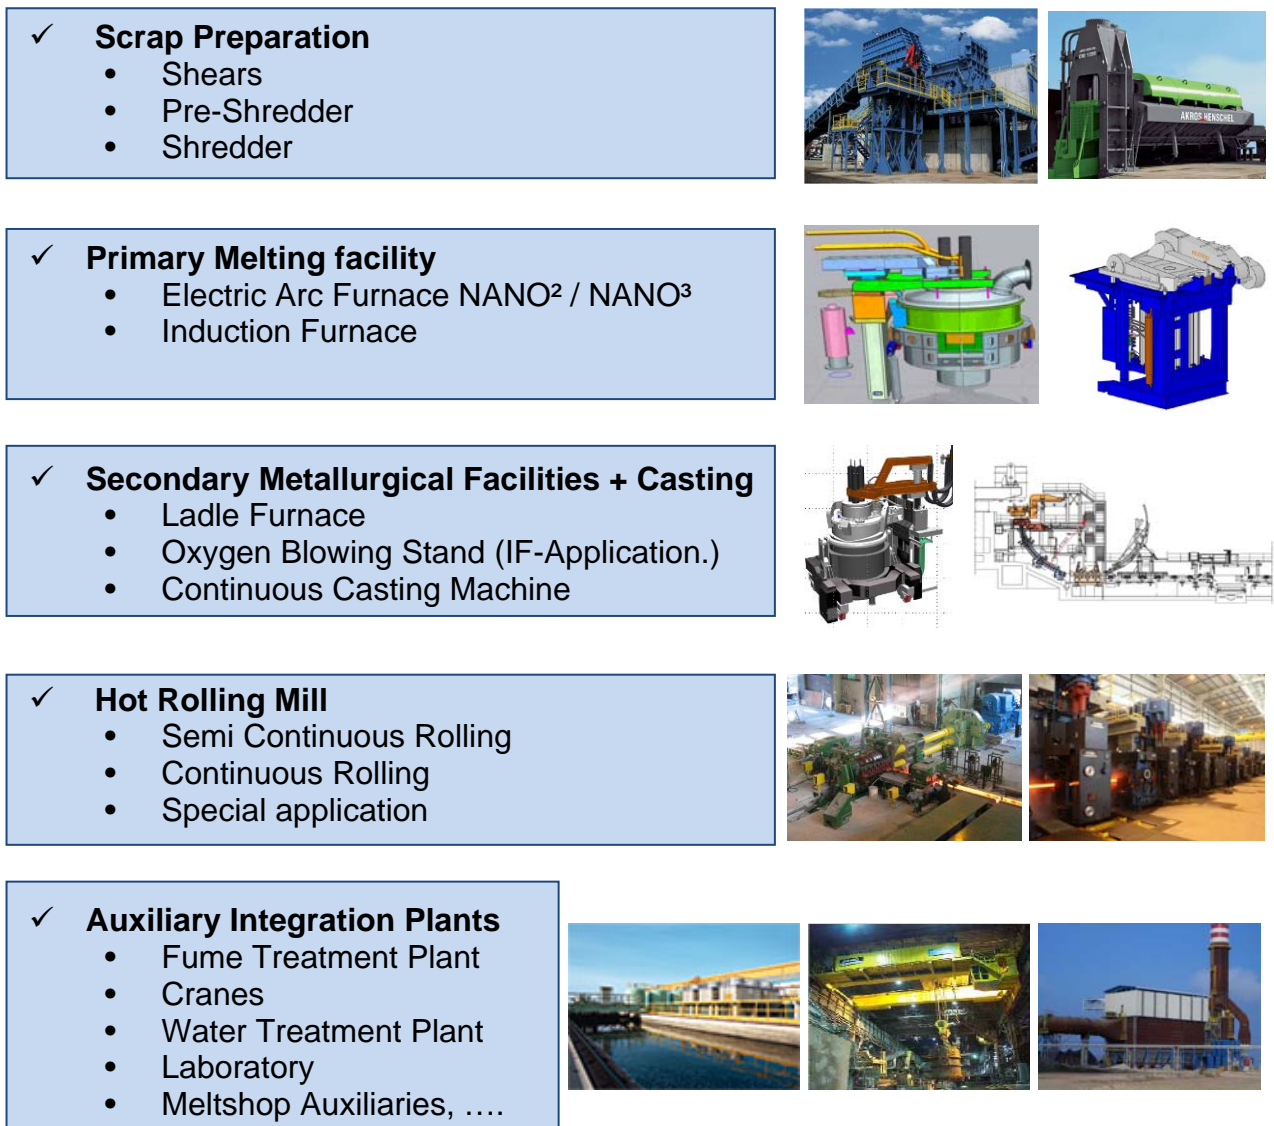 ✓ Scrap Preparation
• Shears
• Pre-Shredder
• Shredder
AKROS HENSCHEL
✓ Primary Melting facility
• Electric Arc Furnace NANO² / NANO³
• Induction Furnace
✓ Secondary Metallurgical Facilities + Casting
• Ladle Furnace
• Oxygen Blowing Stand (IF-Application.)
• Continuous Casting Machine
✓ Hot Rolling Mill
• Semi Continuous Rolling
• Continuous Rolling
• Special application
✓ Auxiliary Integration Plants
• Fume Treatment Plant
• Cranes
• Water Treatment Plant
• Laboratory
• Meltshop Auxiliaries, ....